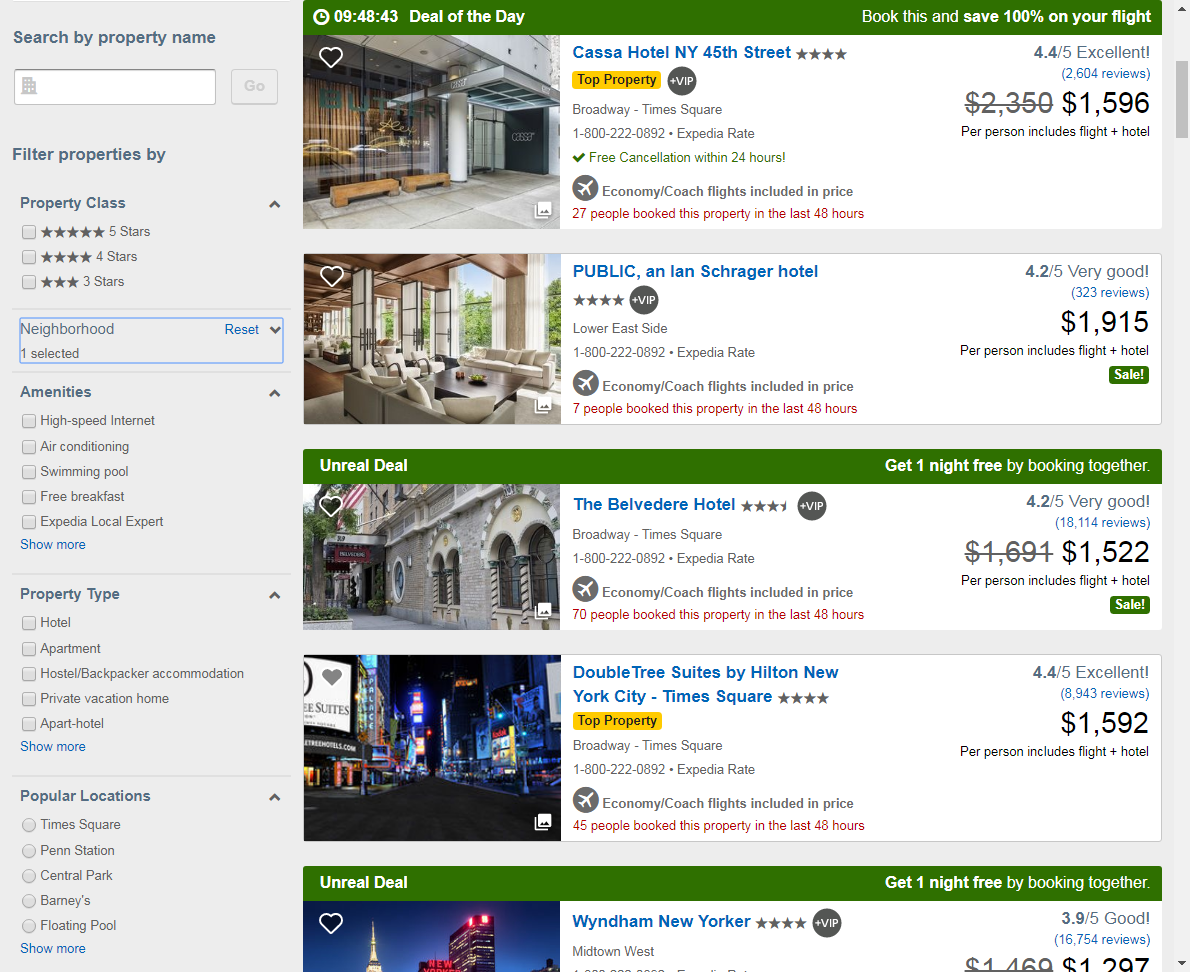 Search by property name
Go
Filter properties by
Property Class
5 Stars
4 Stars
3 Stars
Neighborhood
Reset
1 selected
Amenities
High-speed Internet
Air conditioning
Swimming pool
Free breakfast
Expedia Local Expert
Show more
Property Type
Hotel
Apartment
Hostel/Backpacker accommodation
Private vacation home
Apart-hotel
Show more
Popular Locations
Times Square
Penn Station
Central Park
Barney's
Floating Pool
Show more
09:48:43 Deal of the Day
Book this and save 100% on your flight
Cassa Hotel NY 45th Street
Top Property +VIP
Broadway - Times Square
1-800-222-0892 • Expedia Rate
Free Cancellation within 24 hours!
Economy/Coach flights included in price
27 people booked this property in the last 48 hours
4.4/5 Excellent!
(2,604 reviews)
$2,350 $1,596
Per person includes flight + hotel
PUBLIC, an Ian Schrager hotel
+VIP
Lower East Side
1-800-222-0892 • Expedia Rate
Economy/Coach flights included in price
7 people booked this property in the last 48 hours
4.2/5 Very good!
(323 reviews)
$1,915
Per person includes flight + hotel
Sale!
Unreal Deal
Get 1 night free by booking together.
BELVEDERE
The Belvedere Hotel +VIP
Broadway - Times Square
1-800-222-0892 • Expedia Rate
Economy/Coach flights included in price
70 people booked this property in the last 48 hours
4.2/5 Very good!
(18,114 reviews)
$1,691 $1,522
Per person includes flight + hotel
Sale!
DoubleTree Suites by Hilton New
York City - Times Square
Top Property
Broadway - Times Square
1-800-222-0892 • Expedia Rate
Economy/Coach flights included in price
45 people booked this property in the last 48 hours
4.4/5 Excellent!
(8,943 reviews)
$1,592
Per person includes flight + hotel
Unreal Deal
Get 1 night free by booking together.
NEW
Wyndham New Yorker +VIP
Midtown West
3.9/5 Good!
(16,754 reviews)
$1,469 $1,297